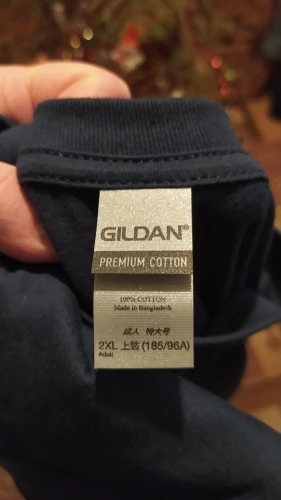 GILDAN®
PREMIUM COTTON
100% COTTON
Made in Bangladesh
成人 特大号
2XL 上装 (185/96A)
Adult